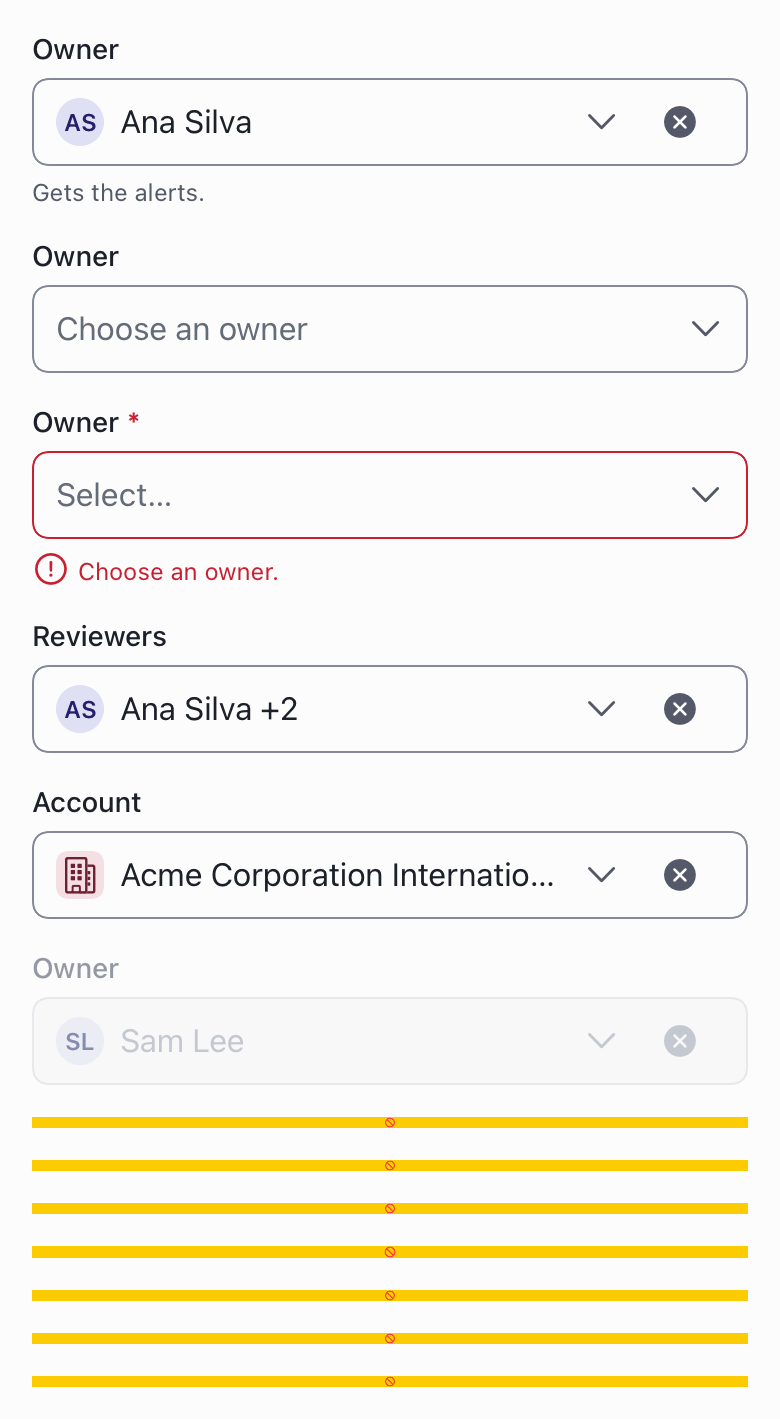 Owner
AS Ana Silva
Gets the alerts.
Owner
Choose an owner
Owner *
Select...
Choose an owner.
Reviewers
AS Ana Silva +2
Account
Acme Corporation Internatio...
Owner
SL Sam Lee